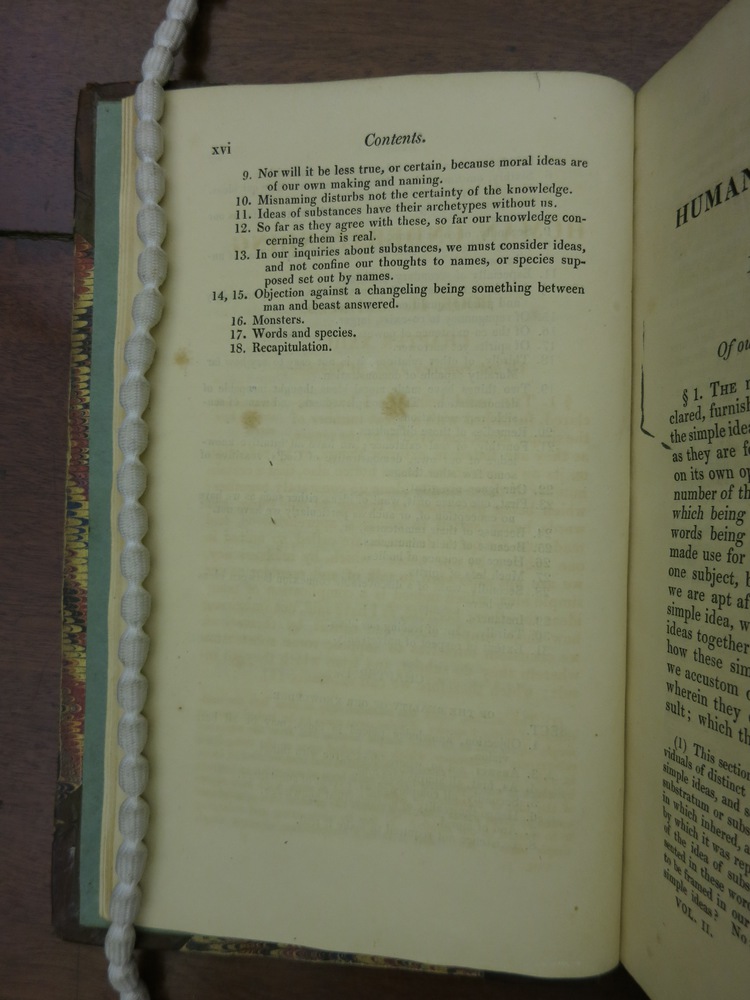 xvi
Contents.
9. Nor will it be less true, or certain, because moral ideas are
of our own making and naming.
10. Misnaming disturbs not the certainty of the knowledge.
11. Ideas of substances have their archetypes without us.
12. So far as they agree with these, so far our knowledge con-
cerning them is real.
13. In our inquiries about substances, we must consider ideas,
and not confine our thoughts to names, or species sup-
posed set out by names.
14, 15. Objection against a changeling being something between
man and beast answered.
16. Monsters.
17. Words and species.
18. Recapitulation.
HUMAN
Of ou
§ 1. THE
clared, furnish
the simple idea
as they are f
on its own op
number of th
which being
words being
made use for
one subject, b
we are apt af
simple idea, w
ideas together
how these sim
we accustom
wherein they
sult; which th
(1) This section
viduals of distinct
simple ideas, and s
substratum or subs
in which inhered, a
by which it was rep
of the idea of subs
sented in these word
to be framed in our
simple ideas? No
VOL. II.